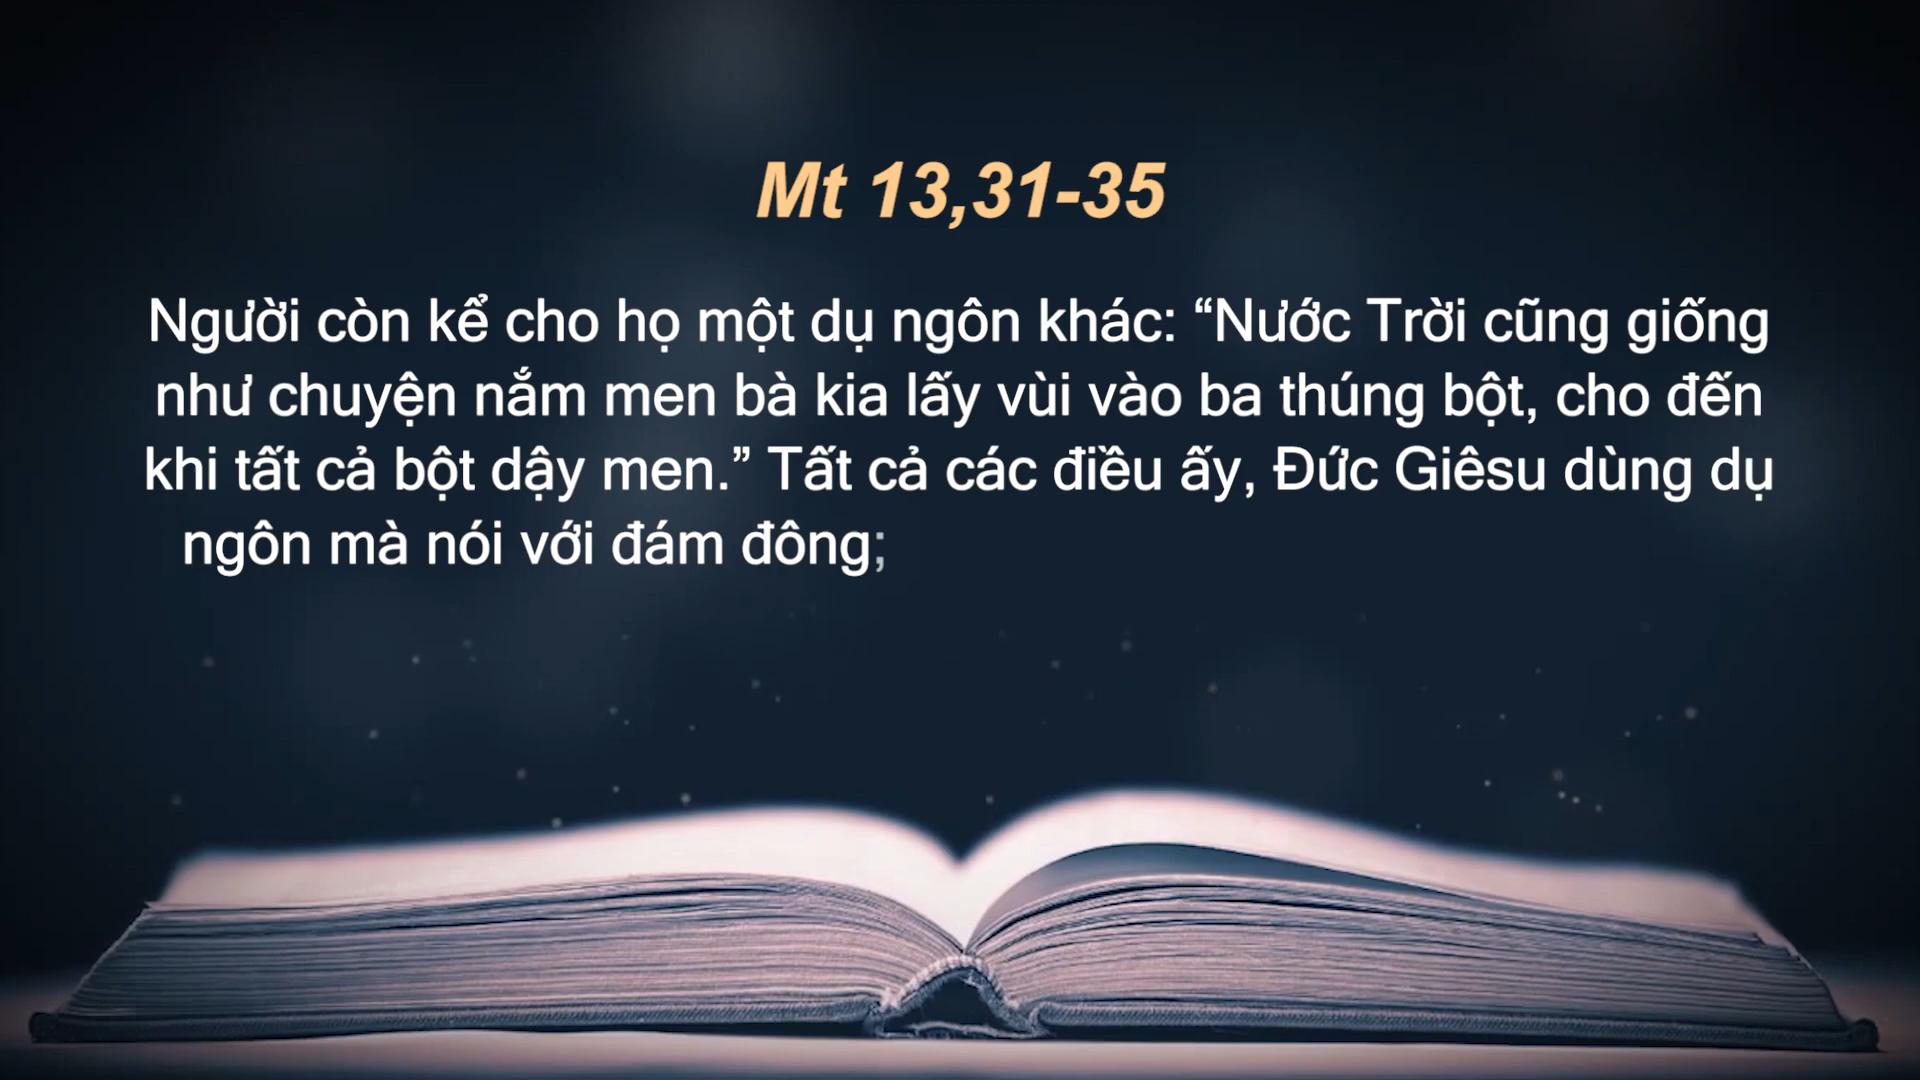 Mt 13,31-35
Người còn kể cho họ một dụ ngôn khác: “Nước Trời cũng giống
như chuyện nắm men bà kia lấy vùi vào ba thúng bột, cho đến
khi tất cả bột dậy men.” Tất cả các điều ấy, Đức Giêsu dùng dụ
ngôn mà nói với đám đông;